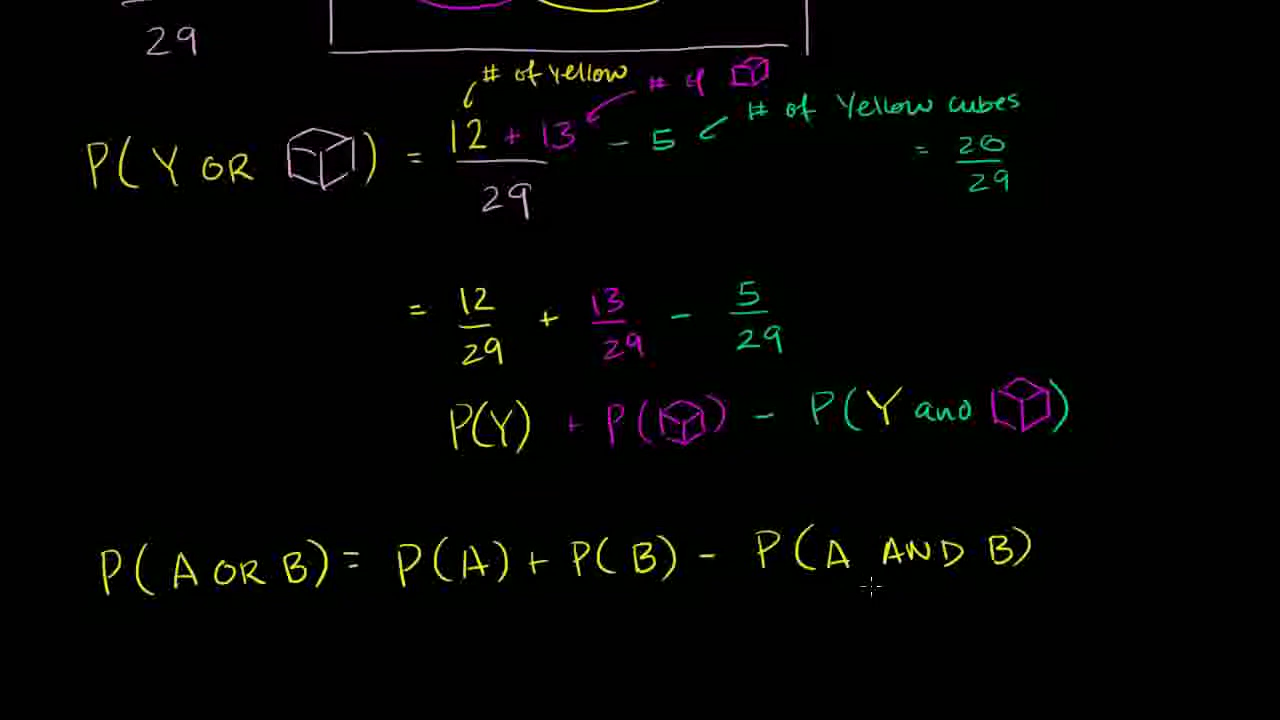 29
# of yellow
# of
12 + 13 - 5
# of Yellow cubes
P(Y OR ) =
29
= 20/29
= 12/29 + 13/29 - 5/29
P(Y) + P( ) - P(Y and )
P(A OR B) = P(A) + P(B) - P(A AND B)